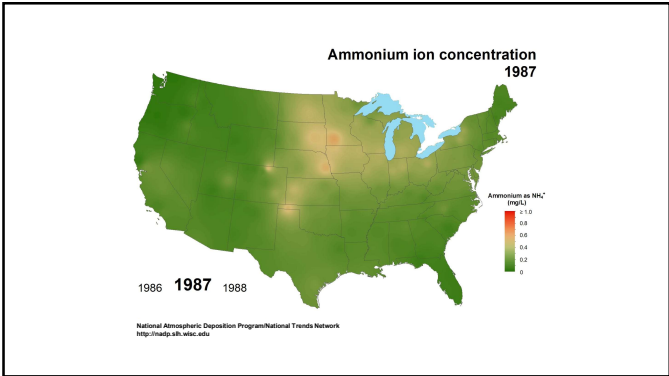 Ammonium ion concentration
1987
Ammonium as NH₄⁺
(mg/L)
≥ 1.0
0.8
0.6
0.4
0.2
0
1986 1987 1988
National Atmospheric Deposition Program/National Trends Network
http://nadp.slh.wisc.edu